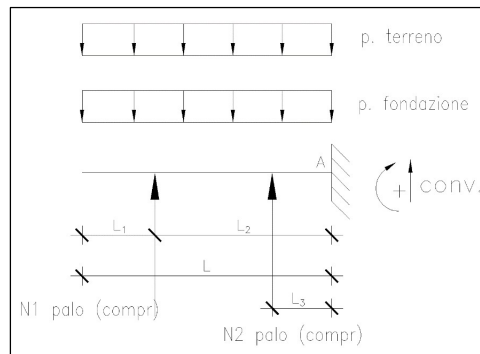 p. terreno
p. fondazione
A
+
conv.
L₁
L₂
L
L₃
N1 palo (compr)
N2 palo (compr)